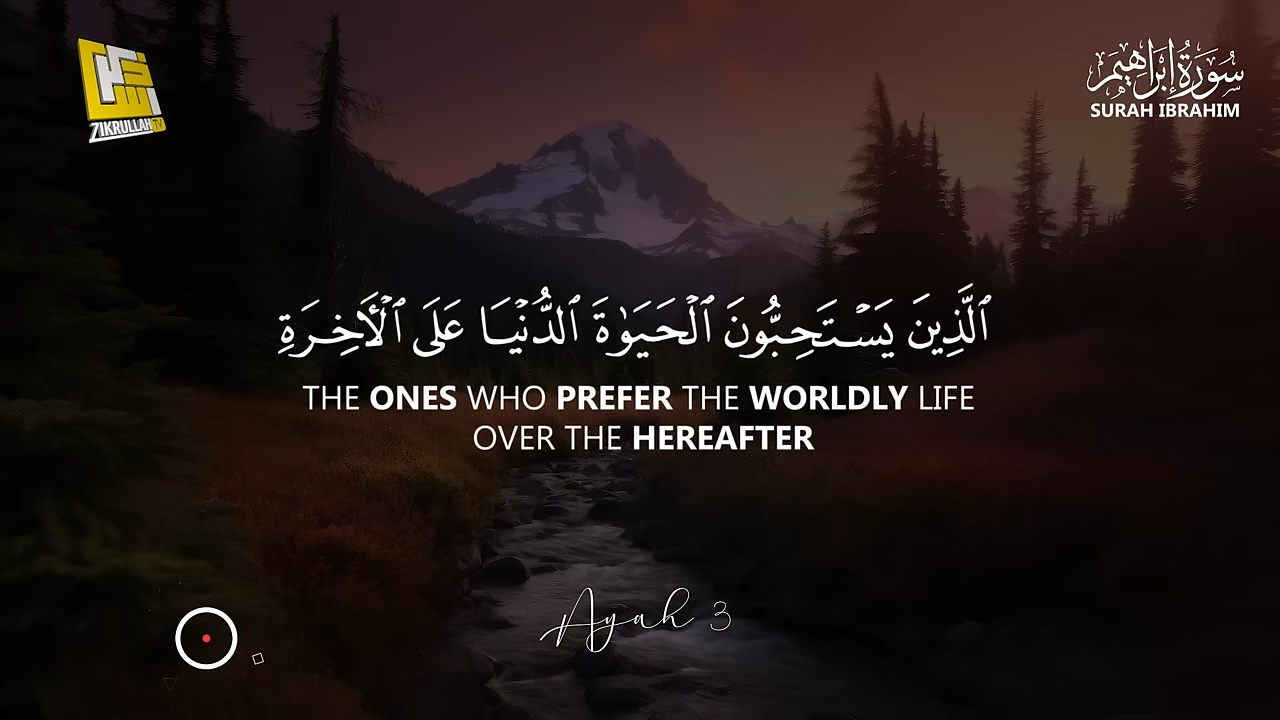 ZIKRULLAH TV
سُورَةُ إِبْرَاهِيم
SURAH IBRAHIM
ٱلَّذِينَ يَسْتَحِبُّونَ ٱلْحَيَوٰةَ ٱلدُّنْيَا عَلَى ٱلْأَخِرَةِ
THE ONES WHO PREFER THE WORLDLY LIFE
OVER THE HEREAFTER
Ayah 3